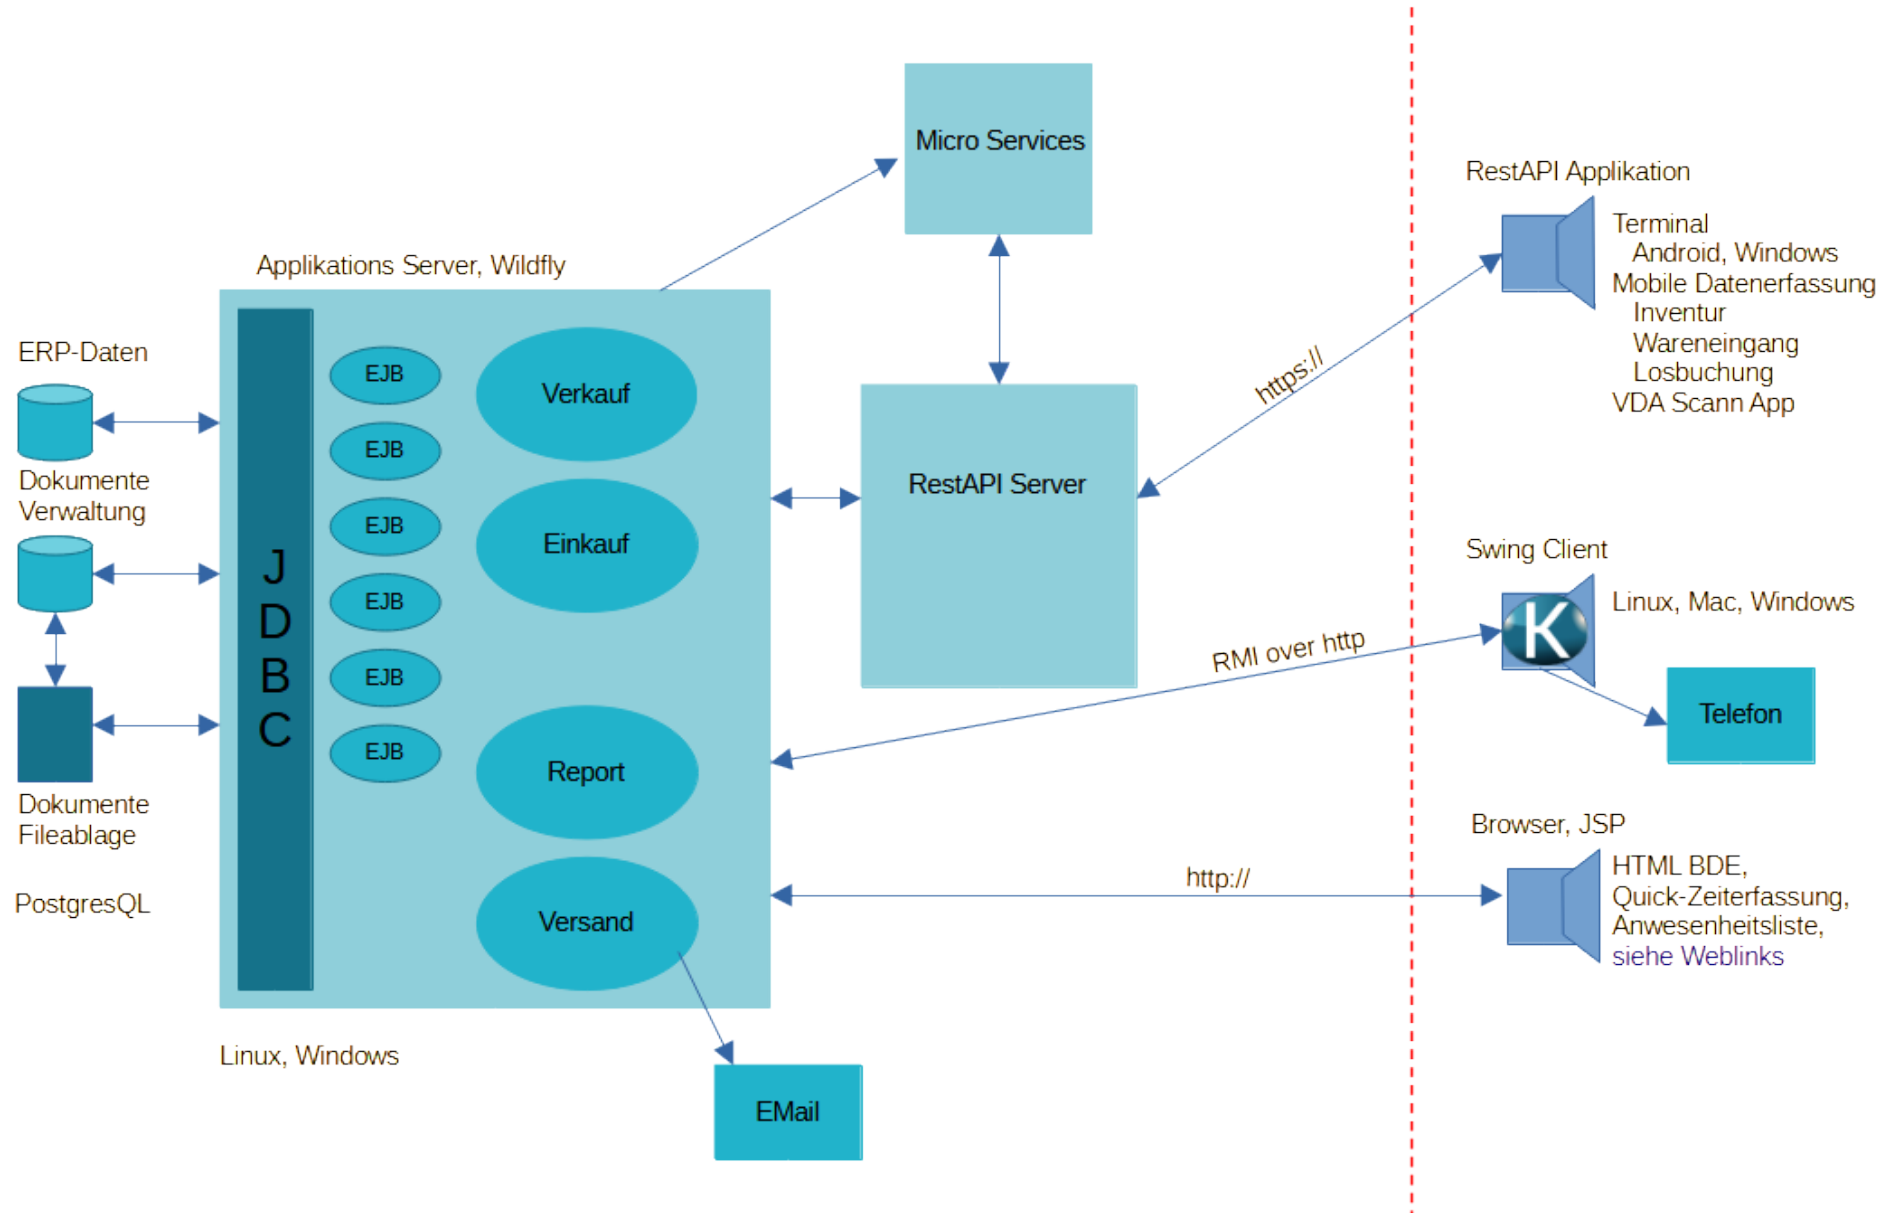 Micro Services
RestAPI Applikation
Terminal
Android, Windows
Mobile Datenerfassung
Inventur
Wareneingang
Losbuchung
VDA Scann App
Applikations Server, Wildfly
ERP-Daten
Dokumente
Verwaltung
Dokumente
Fileablage
PostgresQL
J
D
B
C
EJB
EJB
EJB
EJB
EJB
EJB
Verkauf
Einkauf
Report
Versand
RestAPI Server
https://
Swing Client
K
Linux, Mac, Windows
RMI over http
Telefon
Browser, JSP
http://
HTML BDE,
Quick-Zeiterfassung,
Anwesenheitsliste,
siehe Weblinks
Linux, Windows
EMail